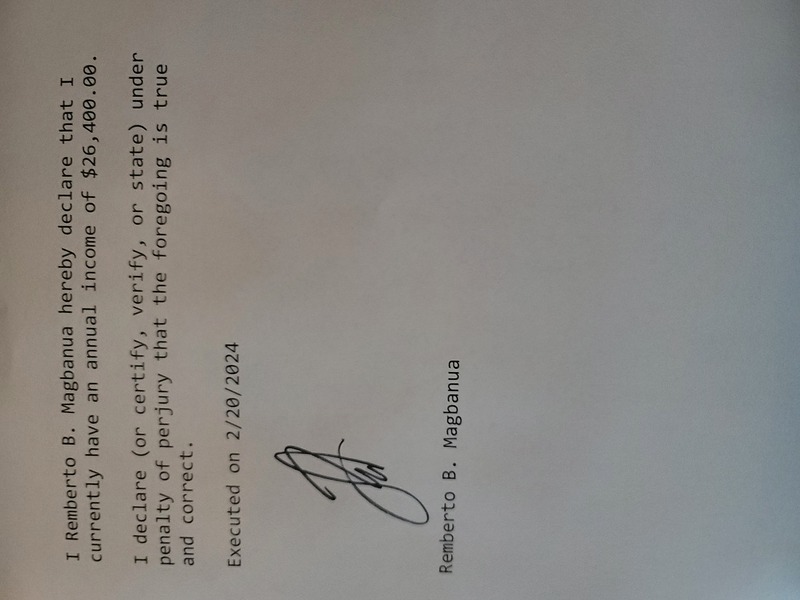 I Remberto B. Magbanua hereby declare that I
currently have an annual income of $26,400.00.
I declare (or certify, verify, or state) under
penalty of perjury that the foregoing is true
and correct.
Executed on 2/20/2024
Remberto B. Magbanua